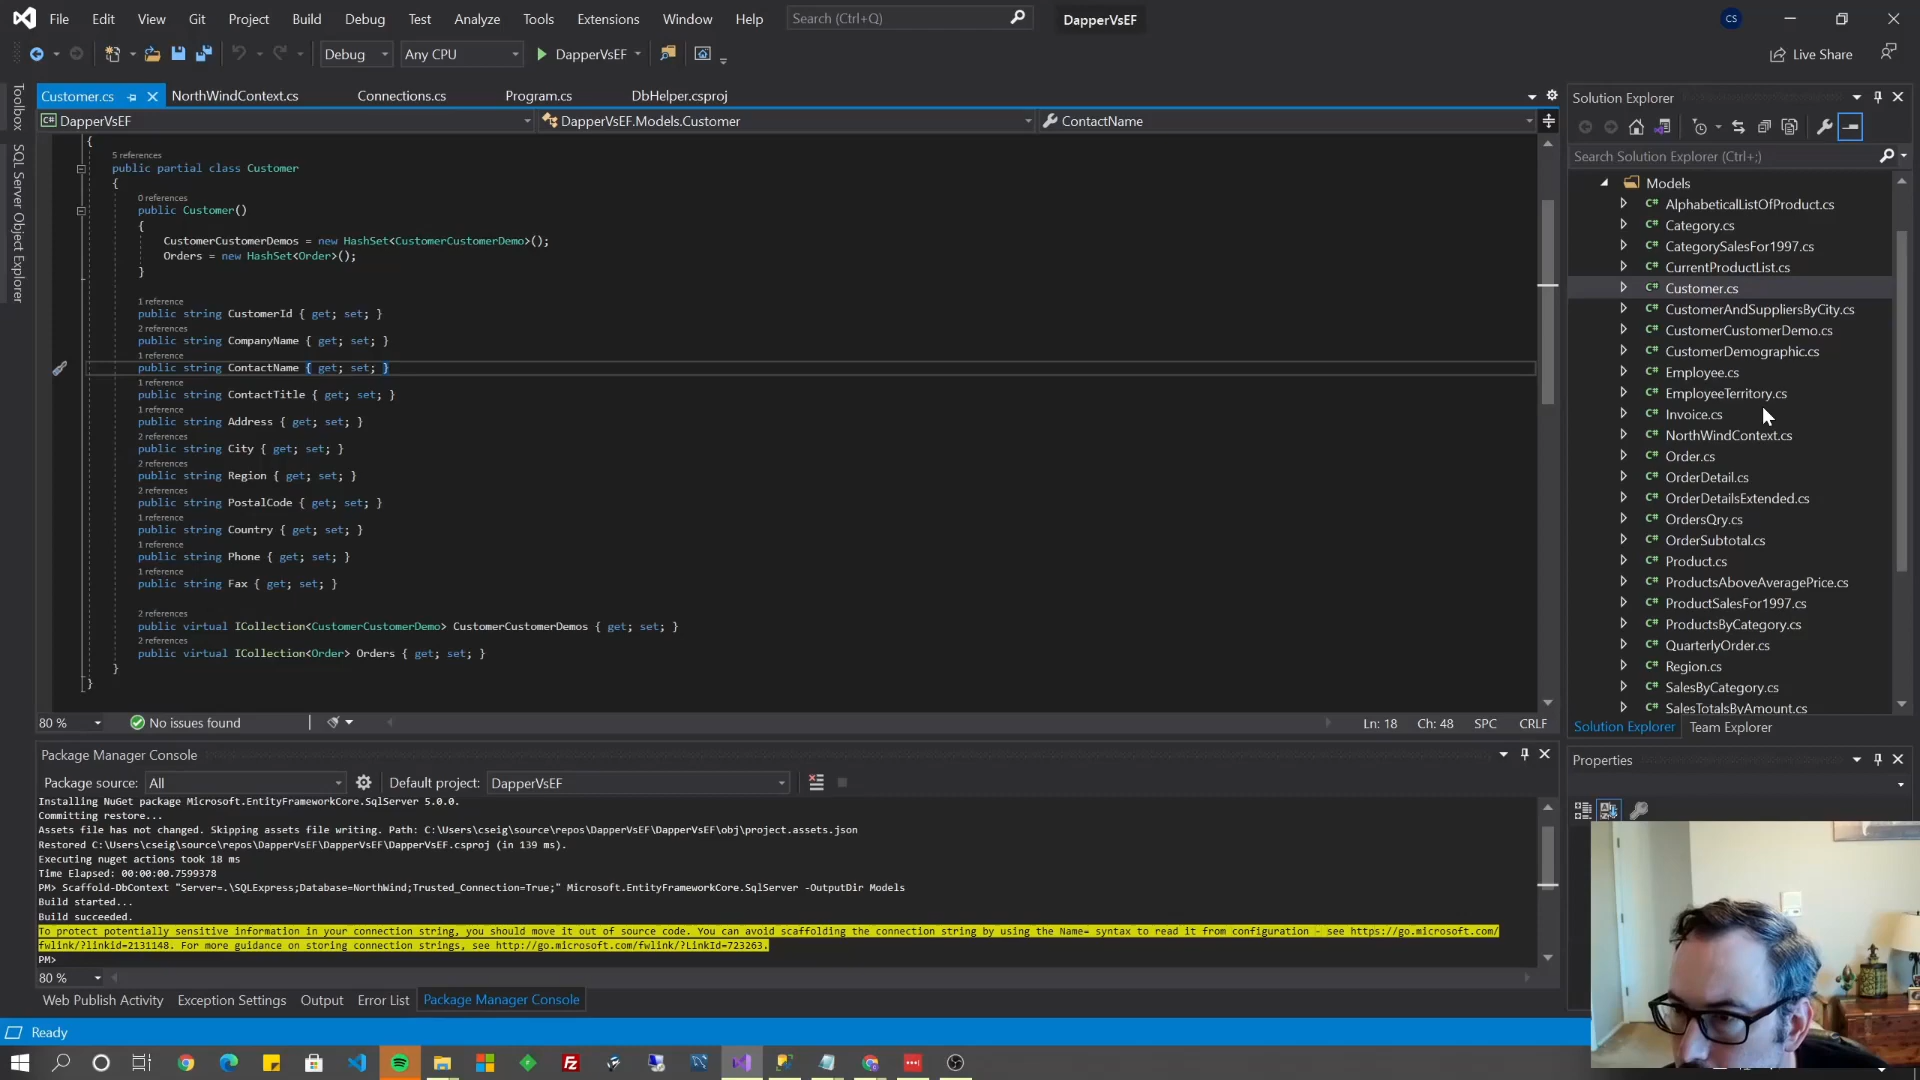 File Edit View Git Project Build Debug Test Analyze Tools Extensions Window Help Search (Ctrl+Q) DapperVsEF CS
Debug Any CPU DapperVsEF Live Share
Customer.cs NorthWindContext.cs Connections.cs Program.cs DbHelper.csproj
DapperVsEF DapperVsEF.Models.Customer ContactName
Toolbox
SQL Server Object Explorer
{
5 references
public partial class Customer
{
0 references
public Customer()
{
CustomerCustomerDemos = new HashSet<CustomerCustomerDemo>();
Orders = new HashSet<Order>();
}
1 reference
public string CustomerId { get; set; }
2 references
public string CompanyName { get; set; }
1 reference
public string ContactName { get; set; }
1 reference
public string ContactTitle { get; set; }
1 reference
public string Address { get; set; }
2 references
public string City { get; set; }
2 references
public string Region { get; set; }
2 references
public string PostalCode { get; set; }
1 reference
public string Country { get; set; }
1 reference
public string Phone { get; set; }
1 reference
public string Fax { get; set; }
2 references
public virtual ICollection<CustomerCustomerDemo> CustomerCustomerDemos { get; set; }
2 references
public virtual ICollection<Order> Orders { get; set; }
}
}
80 % No issues found Ln: 18 Ch: 48 SPC CRLF
Solution Explorer
Search Solution Explorer (Ctrl+;)
Models
C# AlphabeticalListOfProduct.cs
C# Category.cs
C# CategorySalesFor1997.cs
C# CurrentProductList.cs
C# Customer.cs
C# CustomerAndSuppliersByCity.cs
C# CustomerCustomerDemo.cs
C# CustomerDemographic.cs
C# Employee.cs
C# EmployeeTerritory.cs
C# Invoice.cs
C# NorthWindContext.cs
C# Order.cs
C# OrderDetail.cs
C# OrderDetailsExtended.cs
C# OrdersQry.cs
C# OrderSubtotal.cs
C# Product.cs
C# ProductsAboveAveragePrice.cs
C# ProductSalesFor1997.cs
C# ProductsByCategory.cs
C# QuarterlyOrder.cs
C# Region.cs
C# SalesByCategory.cs
C# SalesTotalsByAmount.cs
Solution Explorer Team Explorer
Properties
Package Manager Console
Package source: All Default project: DapperVsEF
Installing NuGet package Microsoft.EntityFrameworkCore.SqlServer 5.0.0.
Committing restore...
Assets file has not changed. Skipping assets file writing. Path: C:\Users\cseig\source\repos\DapperVsEF\DapperVsEF\obj\project.assets.json
Restored C:\Users\cseig\source\repos\DapperVsEF\DapperVsEF\DapperVsEF.csproj (in 139 ms).
Executing nuget actions took 18 ms
Time Elapsed: 00:00:00.7599378
PM> Scaffold-DbContext "Server=.\SQLExpress;Database=NorthWind;Trusted_Connection=True;" Microsoft.EntityFrameworkCore.SqlServer -OutputDir Models
Build started...
Build succeeded.
To protect potentially sensitive information in your connection string, you should move it out of source code. You can avoid scaffolding the connection string by using the Name= syntax to read it from configuration - see https://go.microsoft.com/
fwlink/?linkid=2131148. For more guidance on storing connection strings, see http://go.microsoft.com/fwlink/?LinkId=723263.
PM>
80 %
Web Publish Activity Exception Settings Output Error List Package Manager Console
Ready